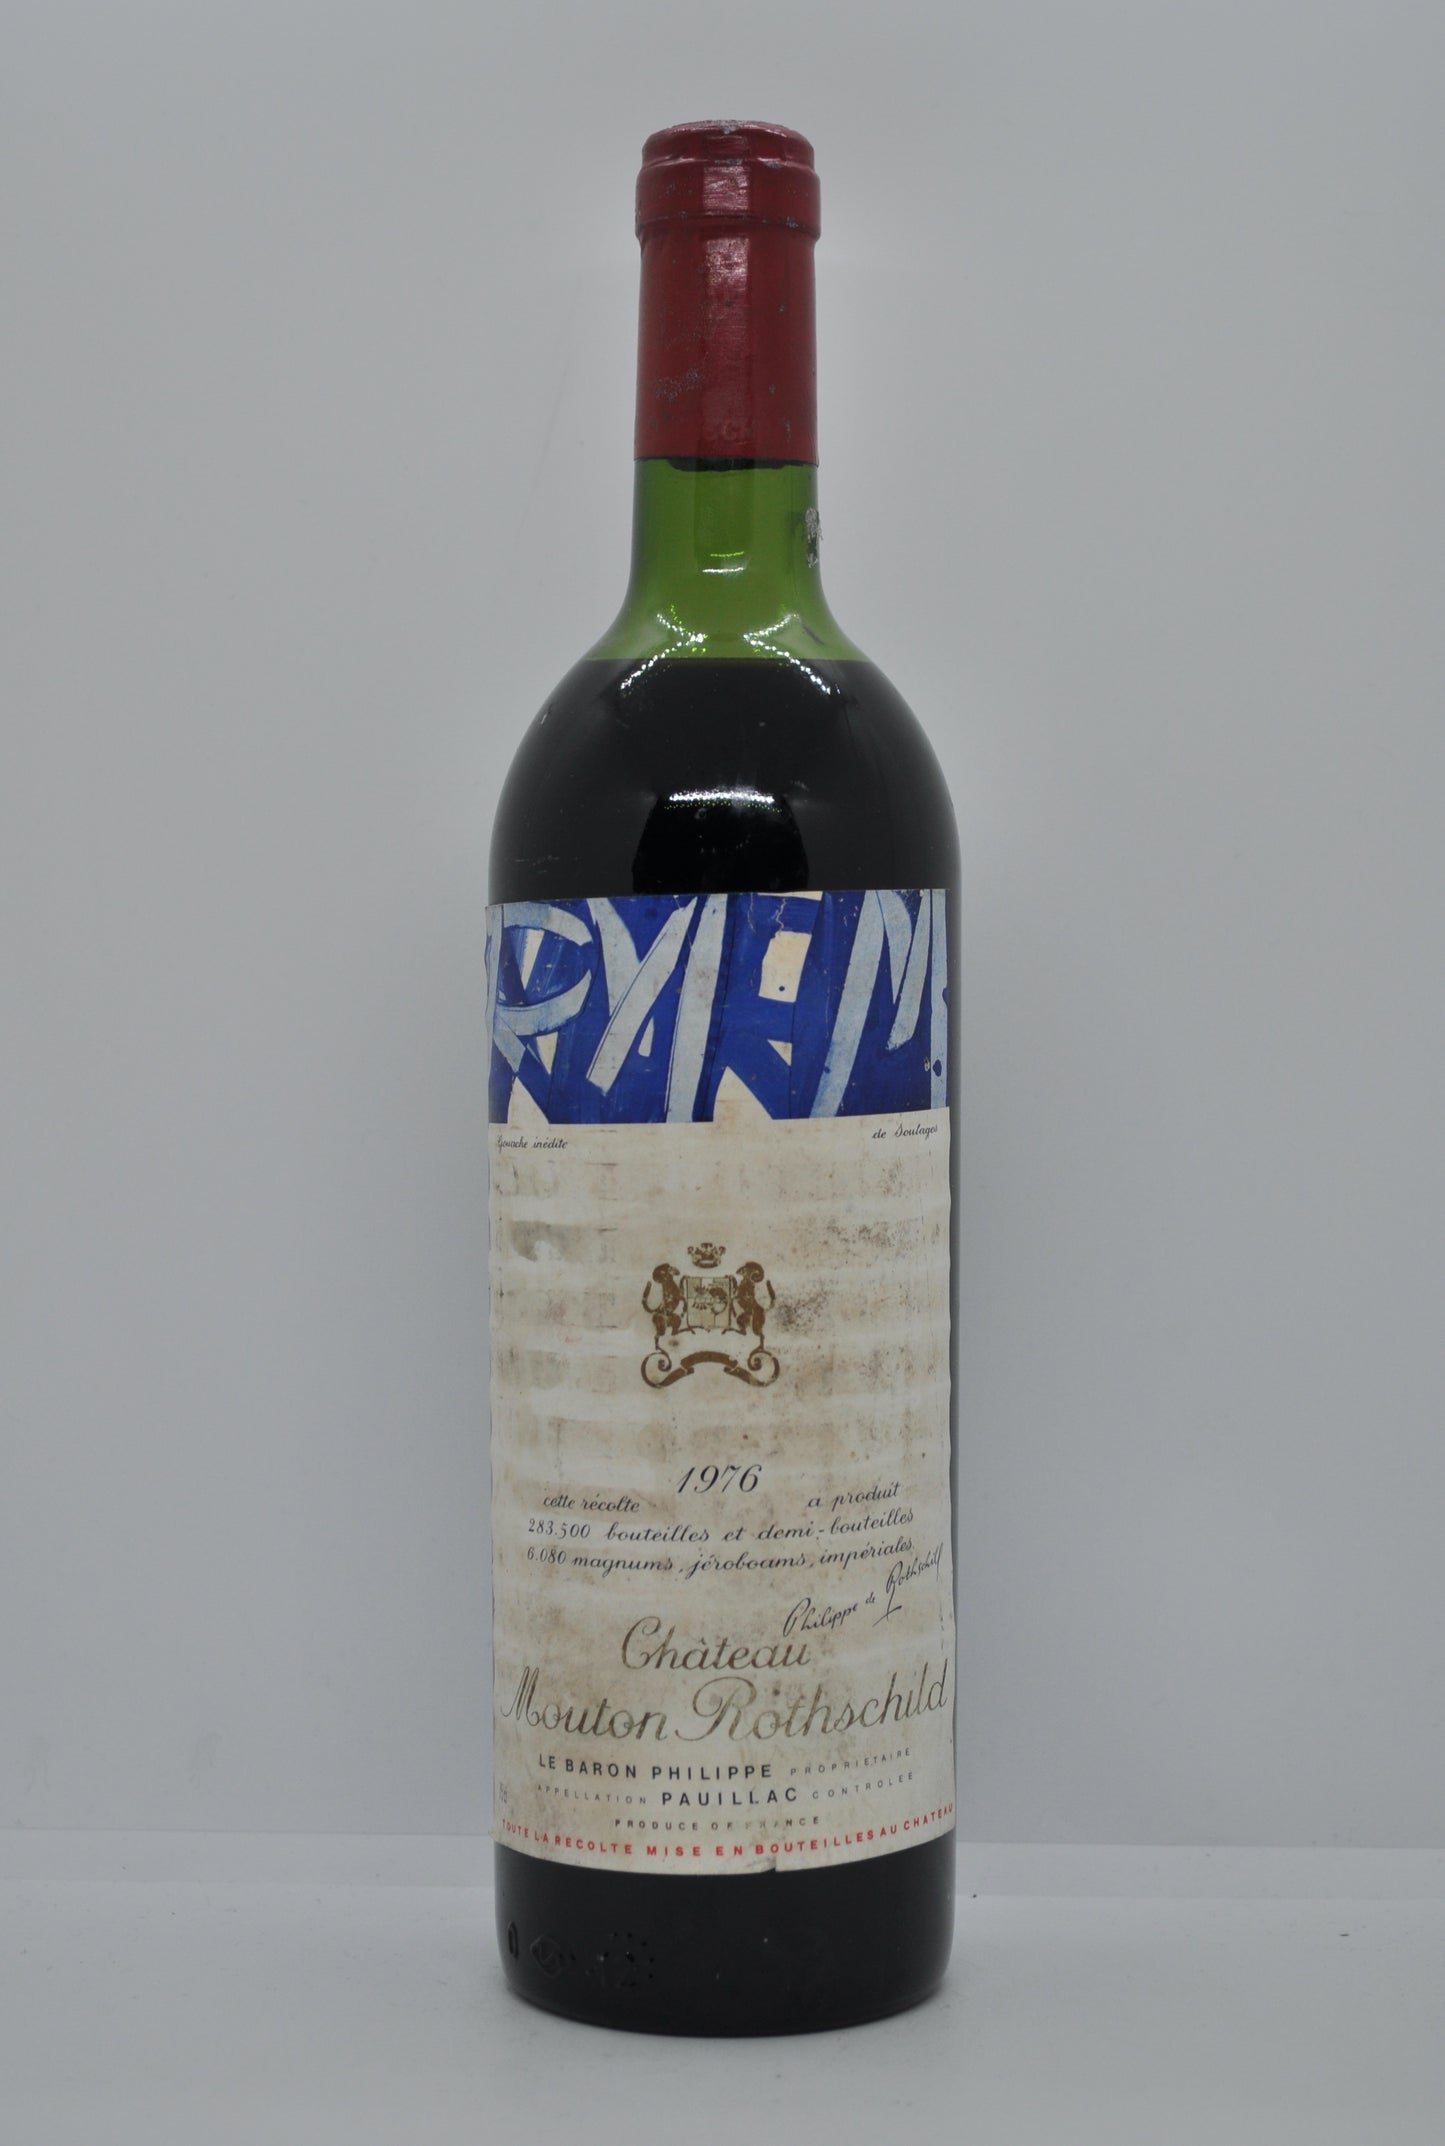 Gouache inédite de Soulages
1976
cette récolte a produit
283.500 bouteilles et demi-bouteilles
6.080 magnums, jéroboams, impériales
Philippe de Rothschild
Château
Mouton Rothschild
LE BARON PHILIPPE PROPRIETAIRE
APPELLATION PAUILLAC CONTROLEE
PRODUCE OF FRANCE
TOUTE LA RECOLTE MISE EN BOUTEILLES AU CHATEAU